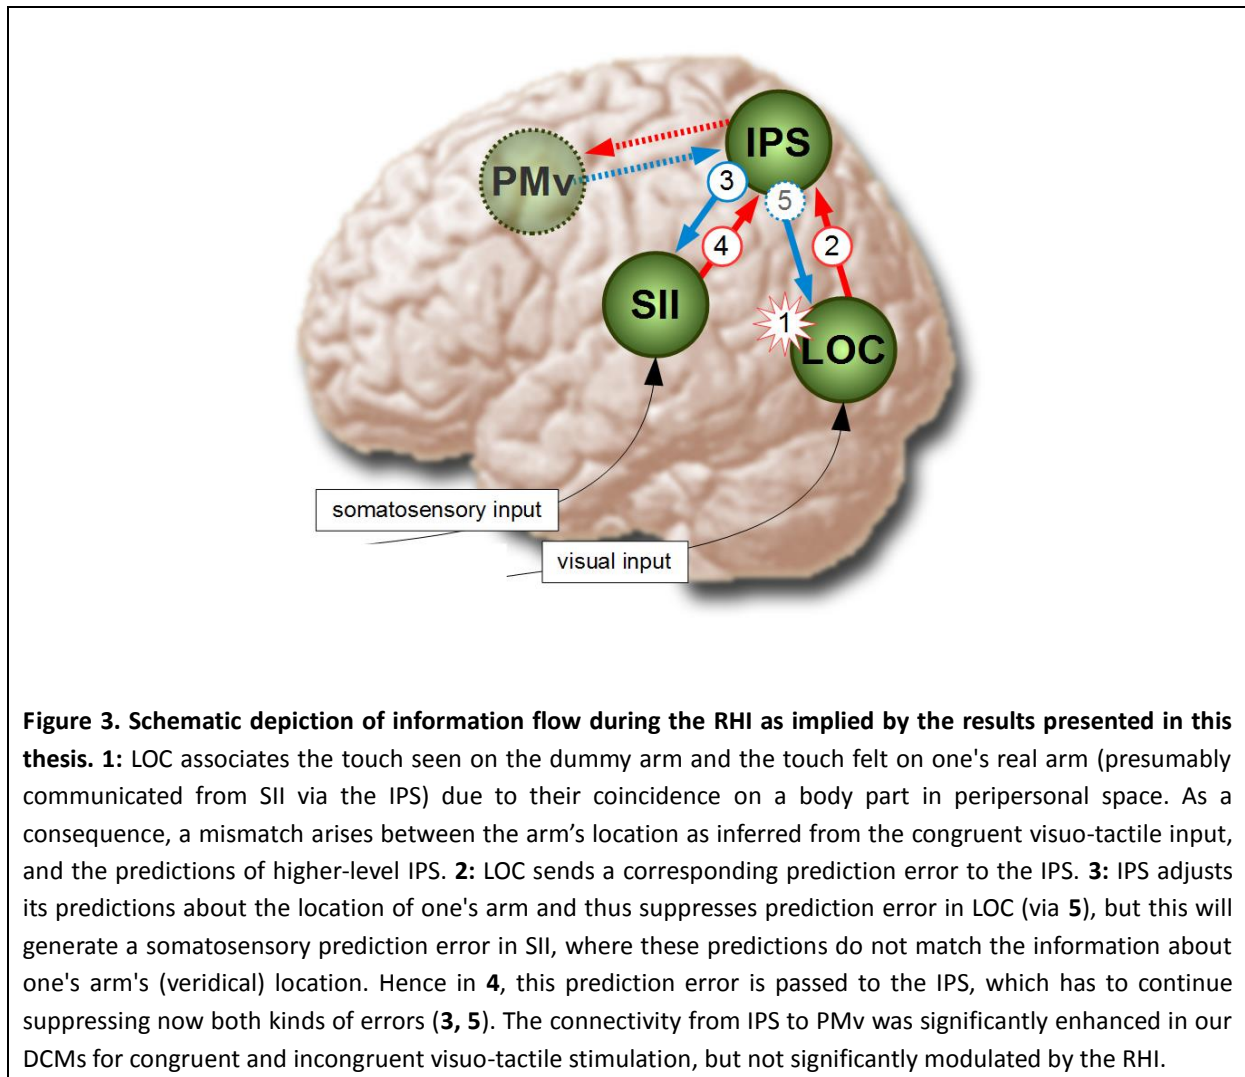 IPS
PMv
3
5
4
2
SII
1
LOC
somatosensory input
visual input
Figure 3. Schematic depiction of information flow during the RHI as implied by the results presented in this
thesis. 1: LOC associates the touch seen on the dummy arm and the touch felt on one's real arm (presumably
communicated from SII via the IPS) due to their coincidence on a body part in peripersonal space. As a
consequence, a mismatch arises between the arm’s location as inferred from the congruent visuo-tactile input,
and the predictions of higher-level IPS. 2: LOC sends a corresponding prediction error to the IPS. 3: IPS adjusts
its predictions about the location of one's arm and thus suppresses prediction error in LOC (via 5), but this will
generate a somatosensory prediction error in SII, where these predictions do not match the information about
one's arm's (veridical) location. Hence in 4, this prediction error is passed to the IPS, which has to continue
suppressing now both kinds of errors (3, 5). The connectivity from IPS to PMv was significantly enhanced in our
DCMs for congruent and incongruent visuo-tactile stimulation, but not significantly modulated by the RHI.